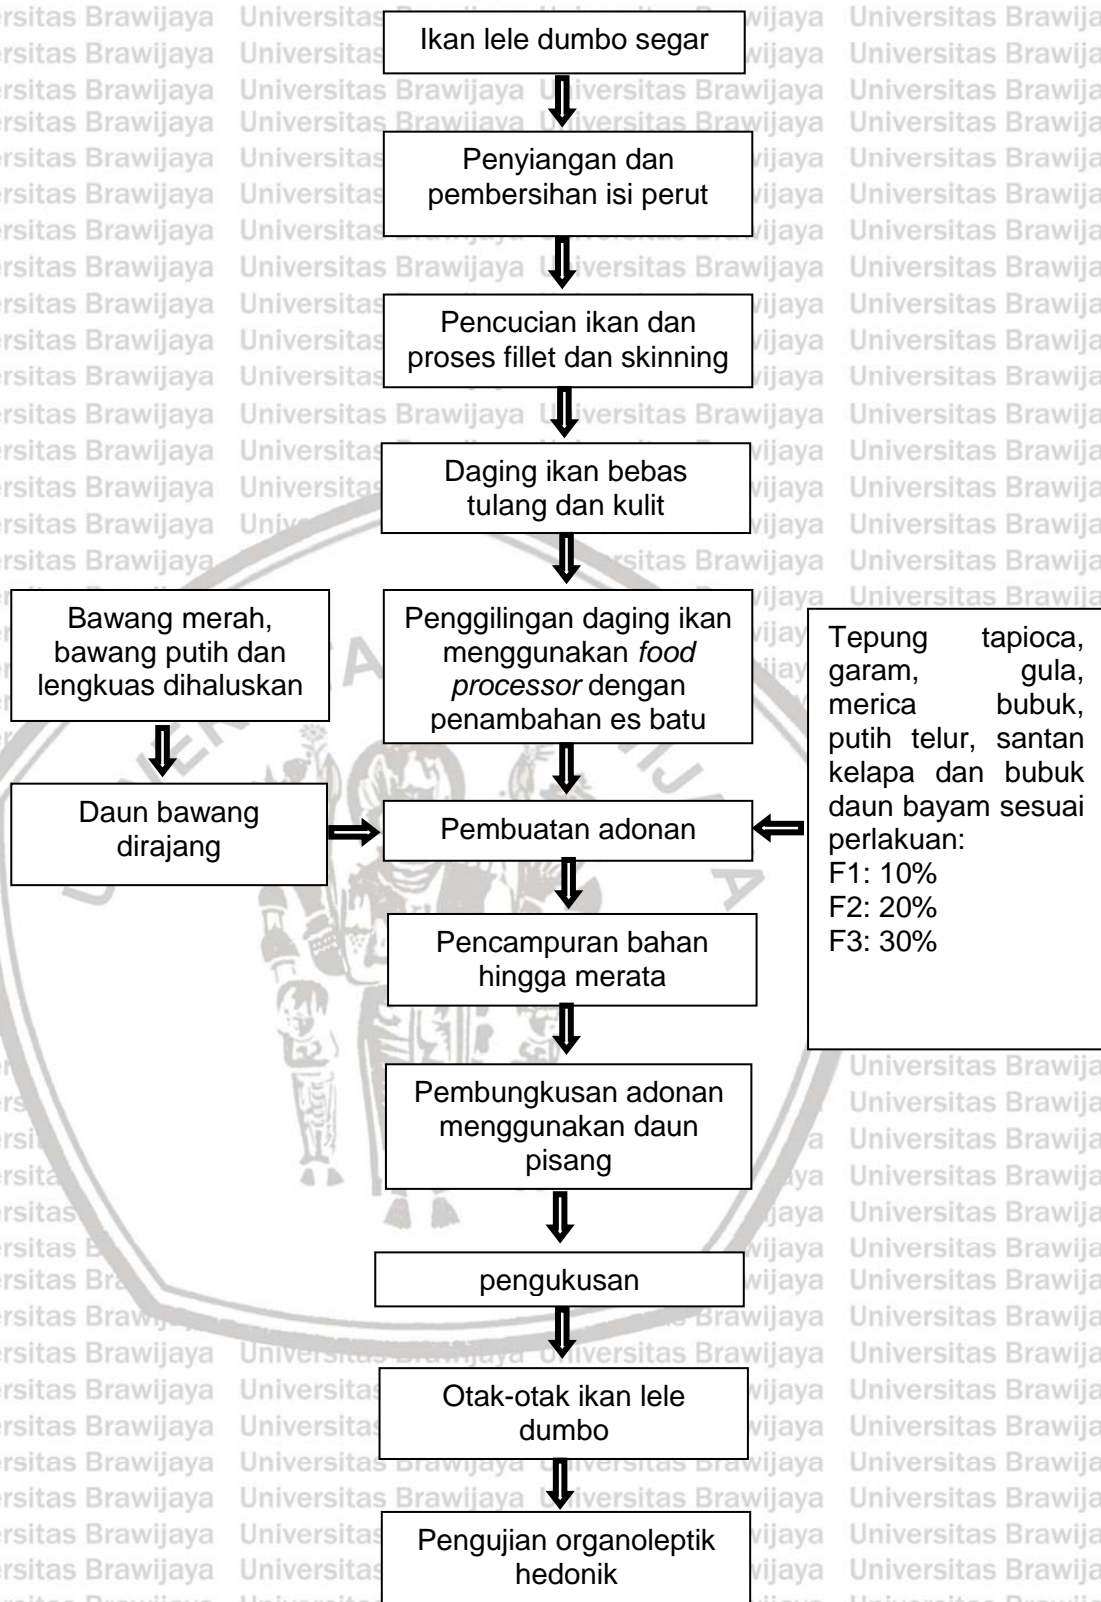 Ikan lele dumbo segar
Penyiangan dan
pembersihan isi perut
Pencucian ikan dan
proses fillet dan skinning
Daging ikan bebas
tulang dan kulit
Bawang merah,
bawang putih dan
lengkuas dihaluskan
Penggilingan daging ikan
menggunakan food
processor dengan
penambahan es batu
Tepung tapioca,
garam, gula,
merica bubuk,
putih telur, santan
kelapa dan bubuk
daun bayam sesuai
perlakuan:
F1: 10%
F2: 20%
F3: 30%
Daun bawang
dirajang
Pembuatan adonan
Pencampuran bahan
hingga merata
Pembungkusan adonan
menggunakan daun
pisang
pengukusan
Otak-otak ikan lele
dumbo
Pengujian organoleptik
hedonik